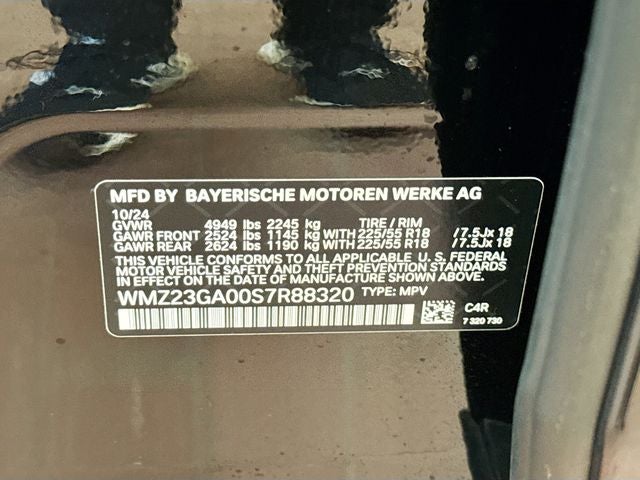 MFD BY BAYERISCHE MOTOREN WERKE AG
10/24
GVWR 4949 lbs 2245 kg TIRE / RIM
GAWR FRONT 2524 lbs 1145 kg WITH 225/55 R18 /7.5Jx 18
GAWR REAR 2624 lbs 1190 kg WITH 225/55 R18 /7.5Jx 18
THIS VEHICLE CONFORMS TO ALL APPLICABLE U. S. FEDERAL
MOTOR VEHICLE SAFETY, BUMPER, AND THEFT PREVENTION STANDARDS
IN EFFECT ON THE DATE OF MANUFACTURE SHOWN ABOVE.
WMZ23GA00S7R88320 TYPE: MPV
C4R
7 320 730